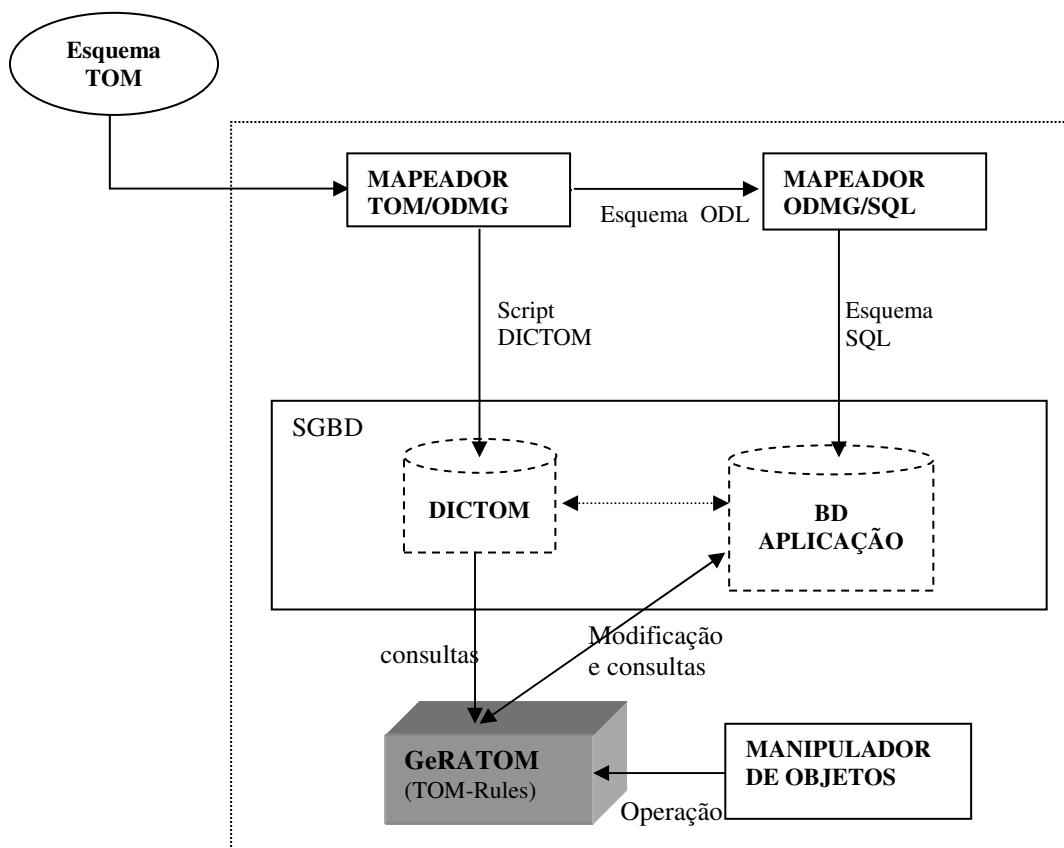 Esquema
TOM
MAPEADOR
TOM/ODMG
Esquema ODL
MAPEADOR
ODMG/SQL
Script
DICTOM
Esquema
SQL
SGBD
DICTOM
BD
APLICAÇÃO
consultas
Modificação
e consultas
GeRATOM
(TOM-Rules)
Operação
MANIPULADOR
DE OBJETOS